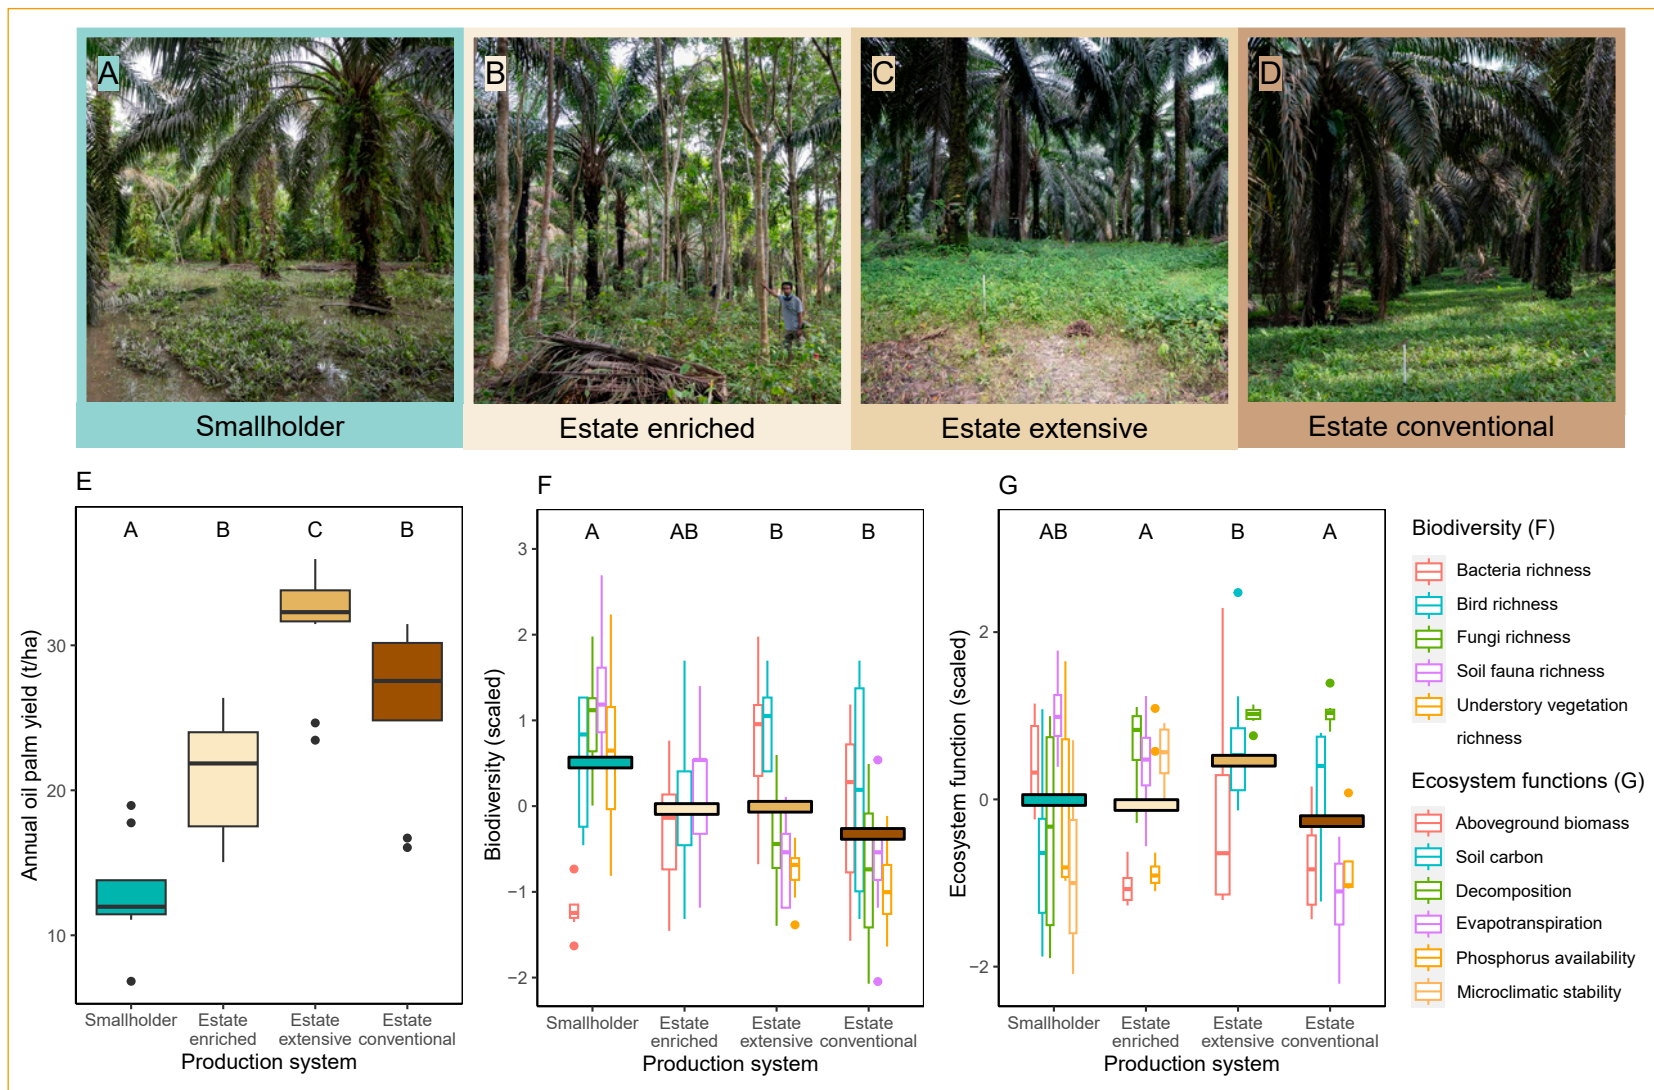 A
B
C
D
Smallholder
Estate enriched
Estate extensive
Estate conventional
E
Annual oil palm yield (t/ha)
30
20
10
A
B
C
B
Smallholder
Estate
enriched
Estate
extensive
Estate
conventional
Production system
F
Biodiversity (scaled)
3
2
1
0
−1
−2
A
AB
B
B
Smallholder
Estate
enriched
Estate
extensive
Estate
conventional
Production system
G
Ecosystem function (scaled)
2
0
−2
AB
A
B
A
Smallholder
Estate
enriched
Estate
extensive
Estate
conventional
Production system
Biodiversity (F)
Bacteria richness
Bird richness
Fungi richness
Soil fauna richness
Understory vegetation
richness
Ecosystem functions (G)
Aboveground biomass
Soil carbon
Decomposition
Evapotranspiration
Phosphorus availability
Microclimatic stability